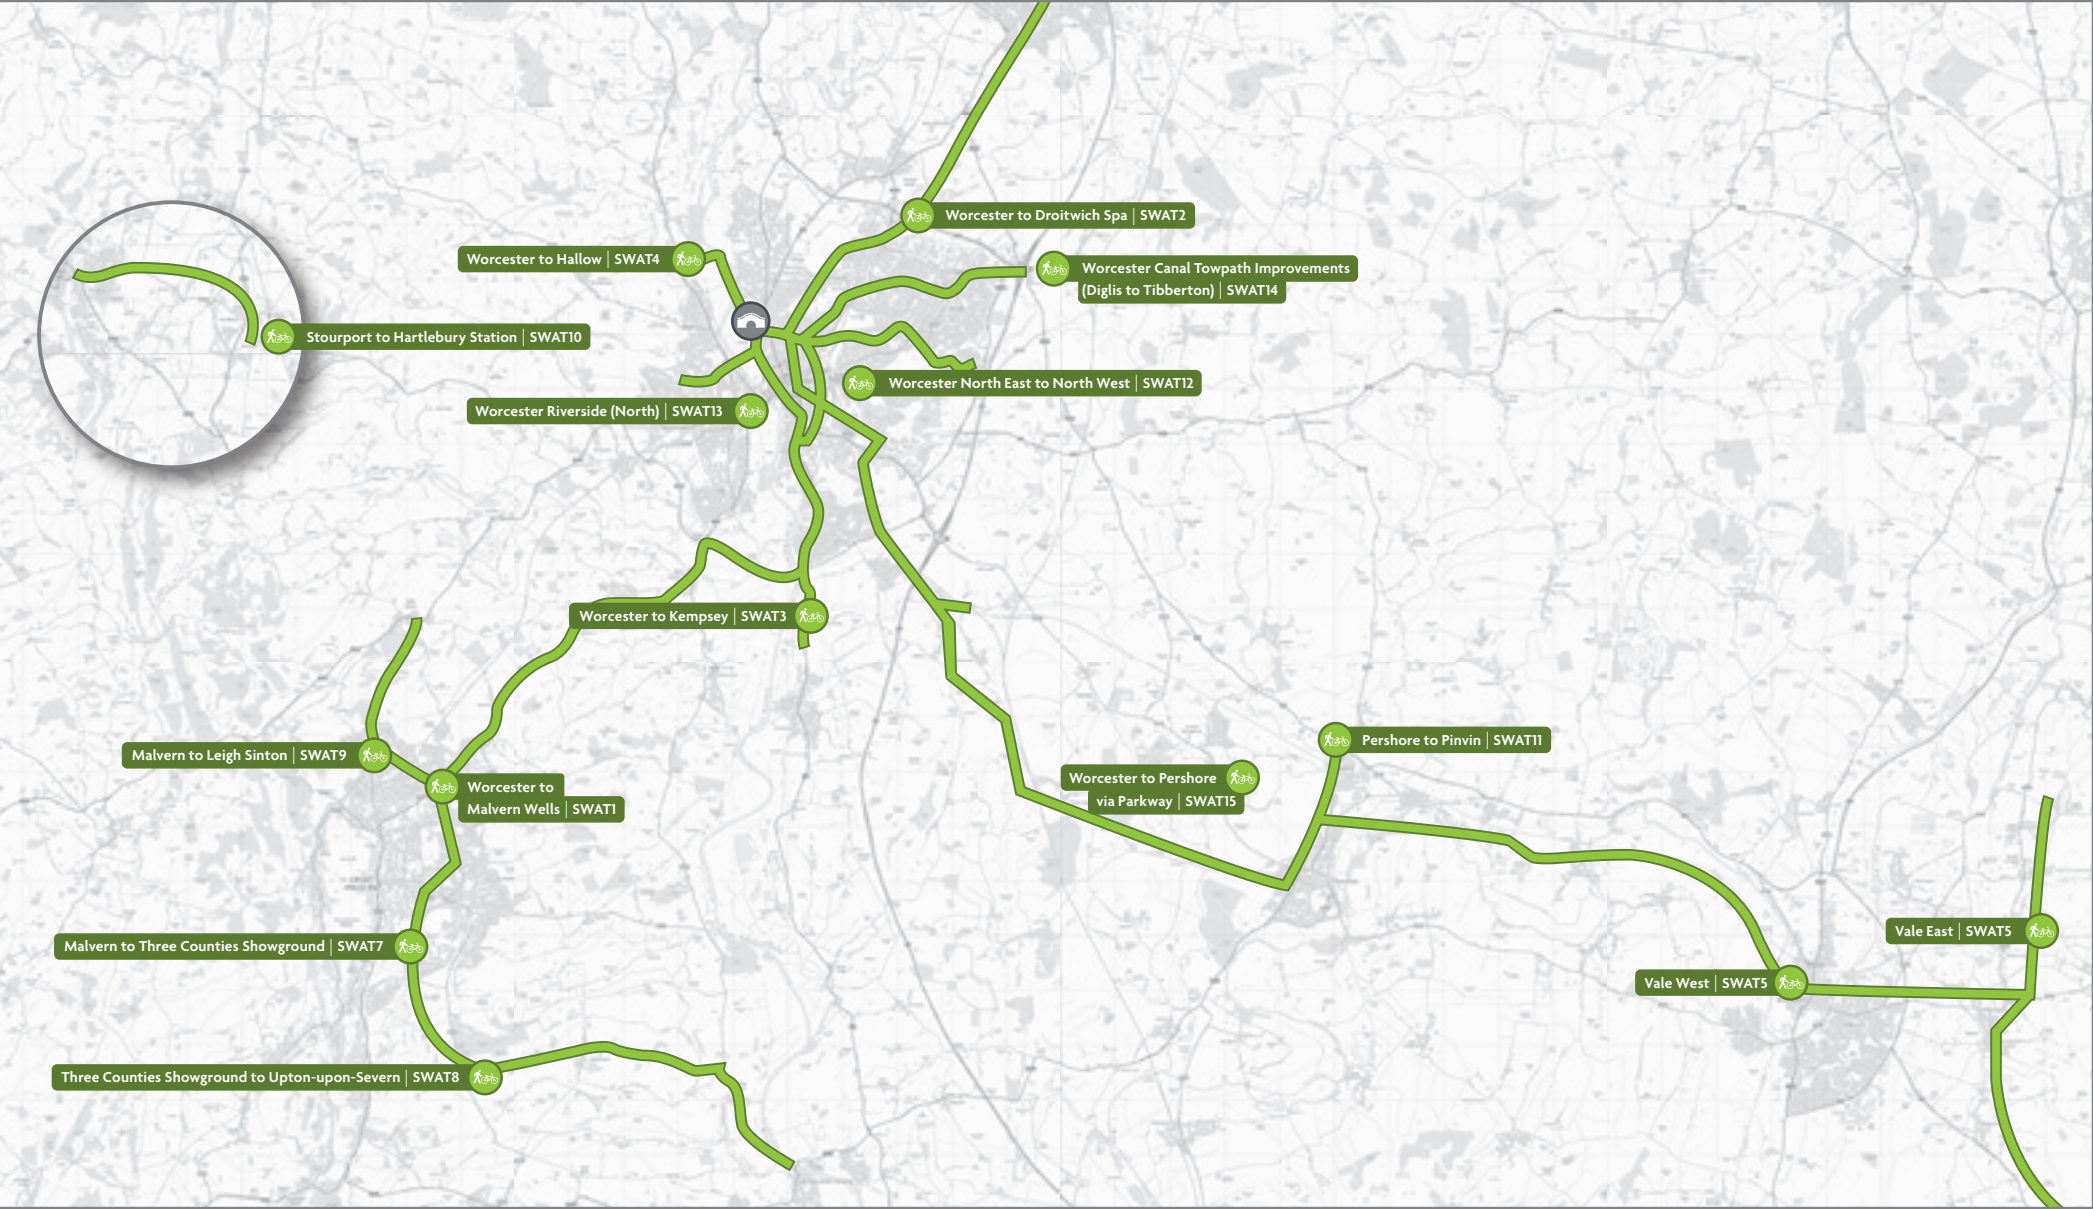 Worcester to Droitwich Spa | SWAT2
Worcester to Hallow | SWAT4
Worcester Canal Towpath Improvements
(Diglis to Tibberton) | SWAT14
Stourport to Hartlebury Station | SWAT10
Worcester North East to North West | SWAT12
Worcester Riverside (North) | SWAT13
Worcester to Kempsey | SWAT3
Malvern to Leigh Sinton | SWAT9
Worcester to
Malvern Wells | SWAT1
Pershore to Pinvin | SWAT11
Worcester to Pershore
via Parkway | SWAT15
Vale East | SWAT5
Malvern to Three Counties Showground | SWAT7
Vale West | SWAT5
Three Counties Showground to Upton-upon-Severn | SWAT8